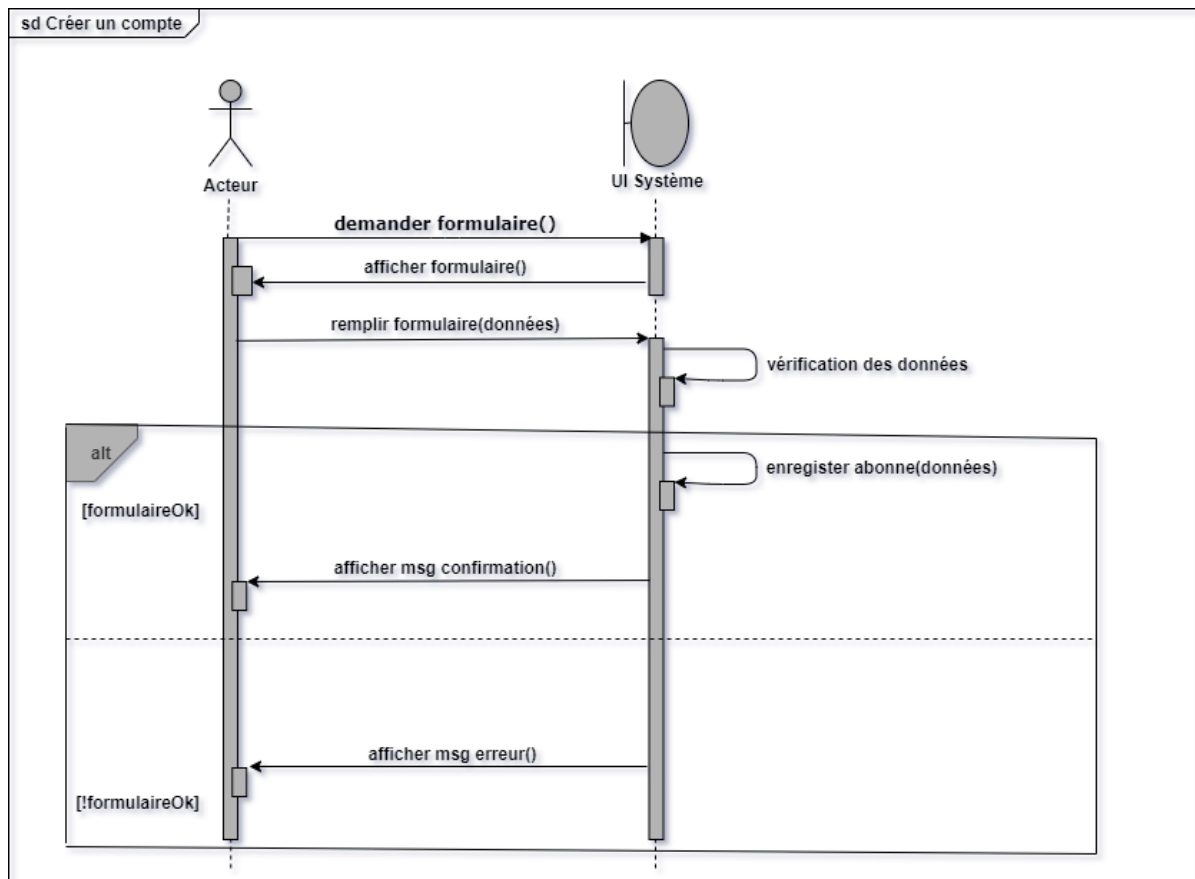 sd Créer un compte
Acteur
UI Système
demander formulaire()
afficher formulaire()
remplir formulaire(données)
vérification des données
alt
enregister abonne(données)
[formulaireOk]
afficher msg confirmation()
afficher msg erreur()
[!formulaireOk]